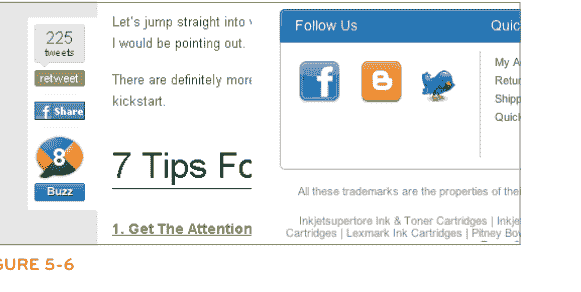 225
tweets
retweet
f Share
8
Buzz
Let's jump straight into
I would be pointing out.
There are definitely more
kickstart.
7 Tips Fo
1. Get The Attention
Follow Us
Quic
f
B
My A
Retur
Shipp
Quick
All these trademarks are the properties of thei
Inkjetsupertore Ink & Toner Cartridges | Inkje
Cartridges | Lexmark Ink Cartridges | Pitney Bow
SURE 5-6